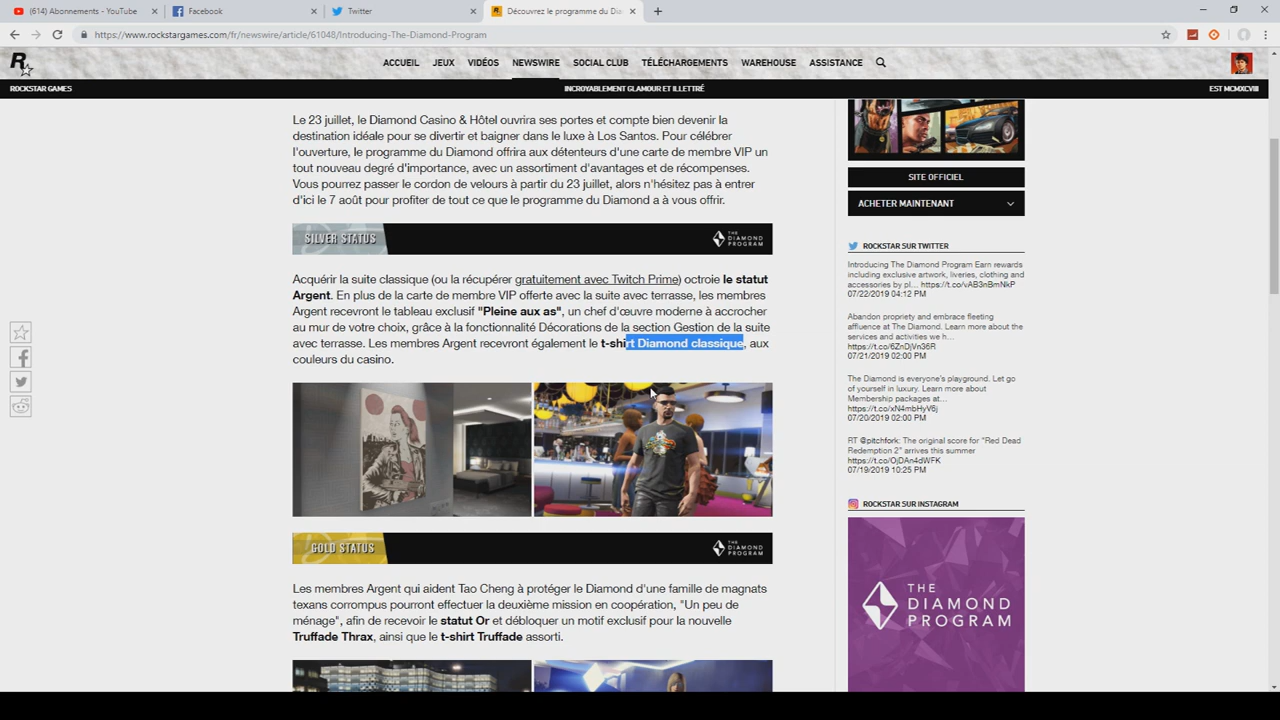 (614) Abonnements - YouTube
Facebook
Twitter
Découvrez le programme du Dia
https://www.rockstargames.com/fr/newswire/article/61048/Introducing-The-Diamond-Program
R
ACCUEIL JEUX VIDÉOS NEWSWIRE SOCIAL CLUB TÉLÉCHARGEMENTS WAREHOUSE ASSISTANCE
ROCKSTAR GAMES
INCROYABLEMENT GLAMOUR ET ILLETTRÉ
EST MCMXCVIII
Le 23 juillet, le Diamond Casino & Hôtel ouvrira ses portes et compte bien devenir la
destination idéale pour se divertir et baigner dans le luxe à Los Santos. Pour célébrer
l'ouverture, le programme du Diamond offrira aux détenteurs d'une carte de membre VIP un
tout nouveau degré d'importance, avec un assortiment d'avantages et de récompenses.
Vous pourrez passer le cordon de velours à partir du 23 juillet, alors n'hésitez pas à entrer
d'ici le 7 août pour profiter de tout ce que le programme du Diamond a à vous offrir.
SILVER STATUS
THE
DIAMOND
PROGRAM
Acquérir la suite classique (ou la récupérer gratuitement avec Twitch Prime) octroie le statut
Argent. En plus de la carte de membre VIP offerte avec la suite avec terrasse, les membres
Argent recevront le tableau exclusif "Pleine aux as", un chef d'œuvre moderne à accrocher
au mur de votre choix, grâce à la fonctionnalité Décorations de la section Gestion de la suite
avec terrasse. Les membres Argent recevront également le t-shirt Diamond classique, aux
couleurs du casino.
GOLD STATUS
THE
DIAMOND
PROGRAM
Les membres Argent qui aident Tao Cheng à protéger le Diamond d'une famille de magnats
texans corrompus pourront effectuer la deuxième mission en coopération, "Un peu de
ménage", afin de recevoir le statut Or et débloquer un motif exclusif pour la nouvelle
Truffade Thrax, ainsi que le t-shirt Truffade assorti.
SITE OFFICIEL
ACHETER MAINTENANT
ROCKSTAR SUR TWITTER
Introducing The Diamond Program Earn rewards
including exclusive artwork, liveries, clothing and
accessories by pl... https://t.co/vAB3nBmNkP
07/22/2019 04:12 PM
Abandon propriety and embrace fleeting
affluence at The Diamond. Learn more about the
services and activities we h...
https://t.co/6ZnDjVn36R
07/21/2019 02:00 PM
The Diamond is everyone's playground. Let go
of yourself in luxury. Learn more about
Membership packages at...
https://t.co/xN4mbHyV6j
07/20/2019 02:00 PM
RT @pitchfork: The original score for "Red Dead
Redemption 2" arrives this summer
https://t.co/OjDAn4dWFK
07/19/2019 10:25 PM
ROCKSTAR SUR INSTAGRAM
THE
DIAMOND
PROGRAM